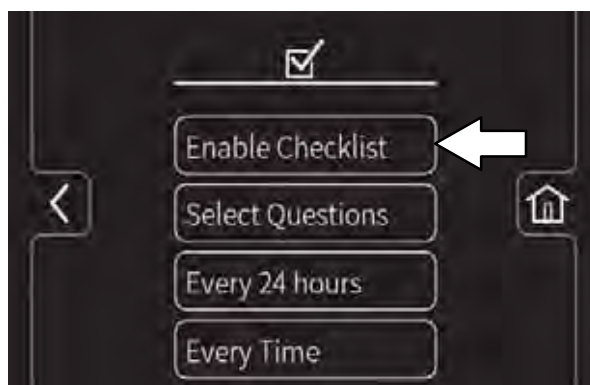 Enable Checklist
Select Questions
Every 24 hours
Every Time